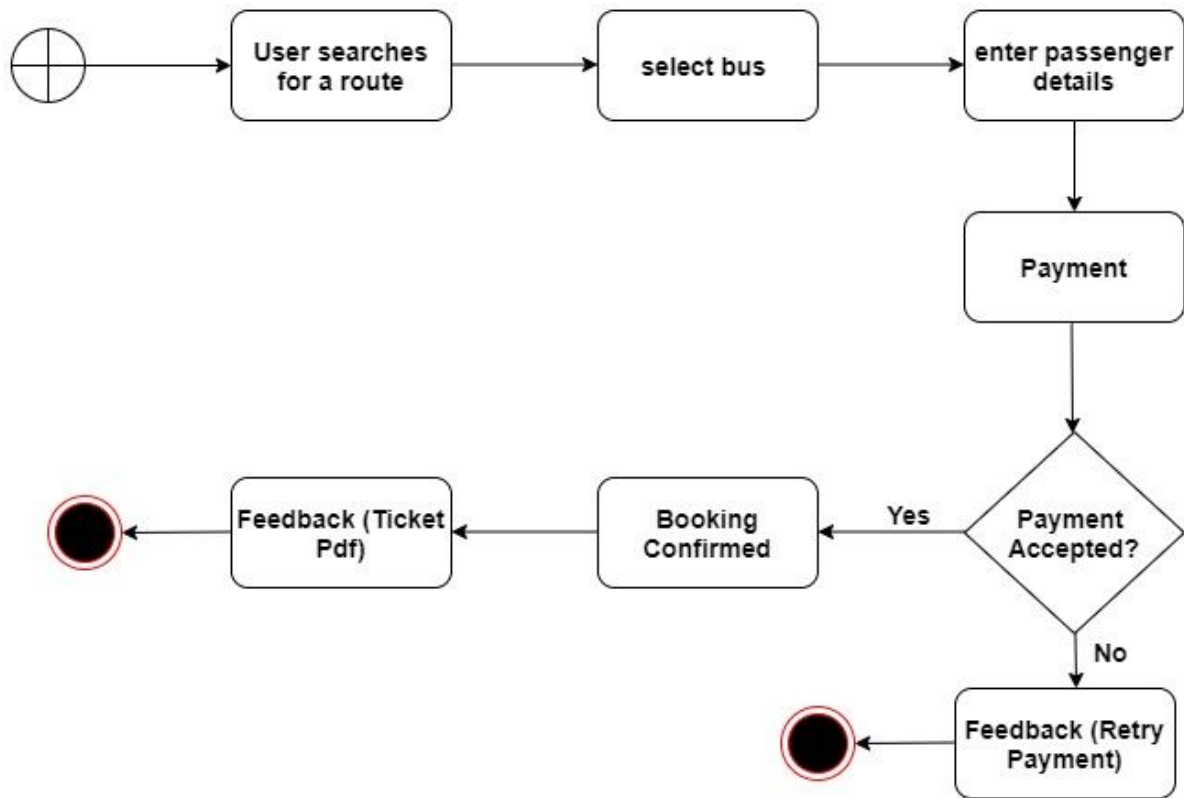 User searches
for a route
select bus
enter passenger
details
Payment
Payment
Accepted?
Yes
Booking
Confirmed
Feedback (Ticket
Pdf)
No
Feedback (Retry
Payment)